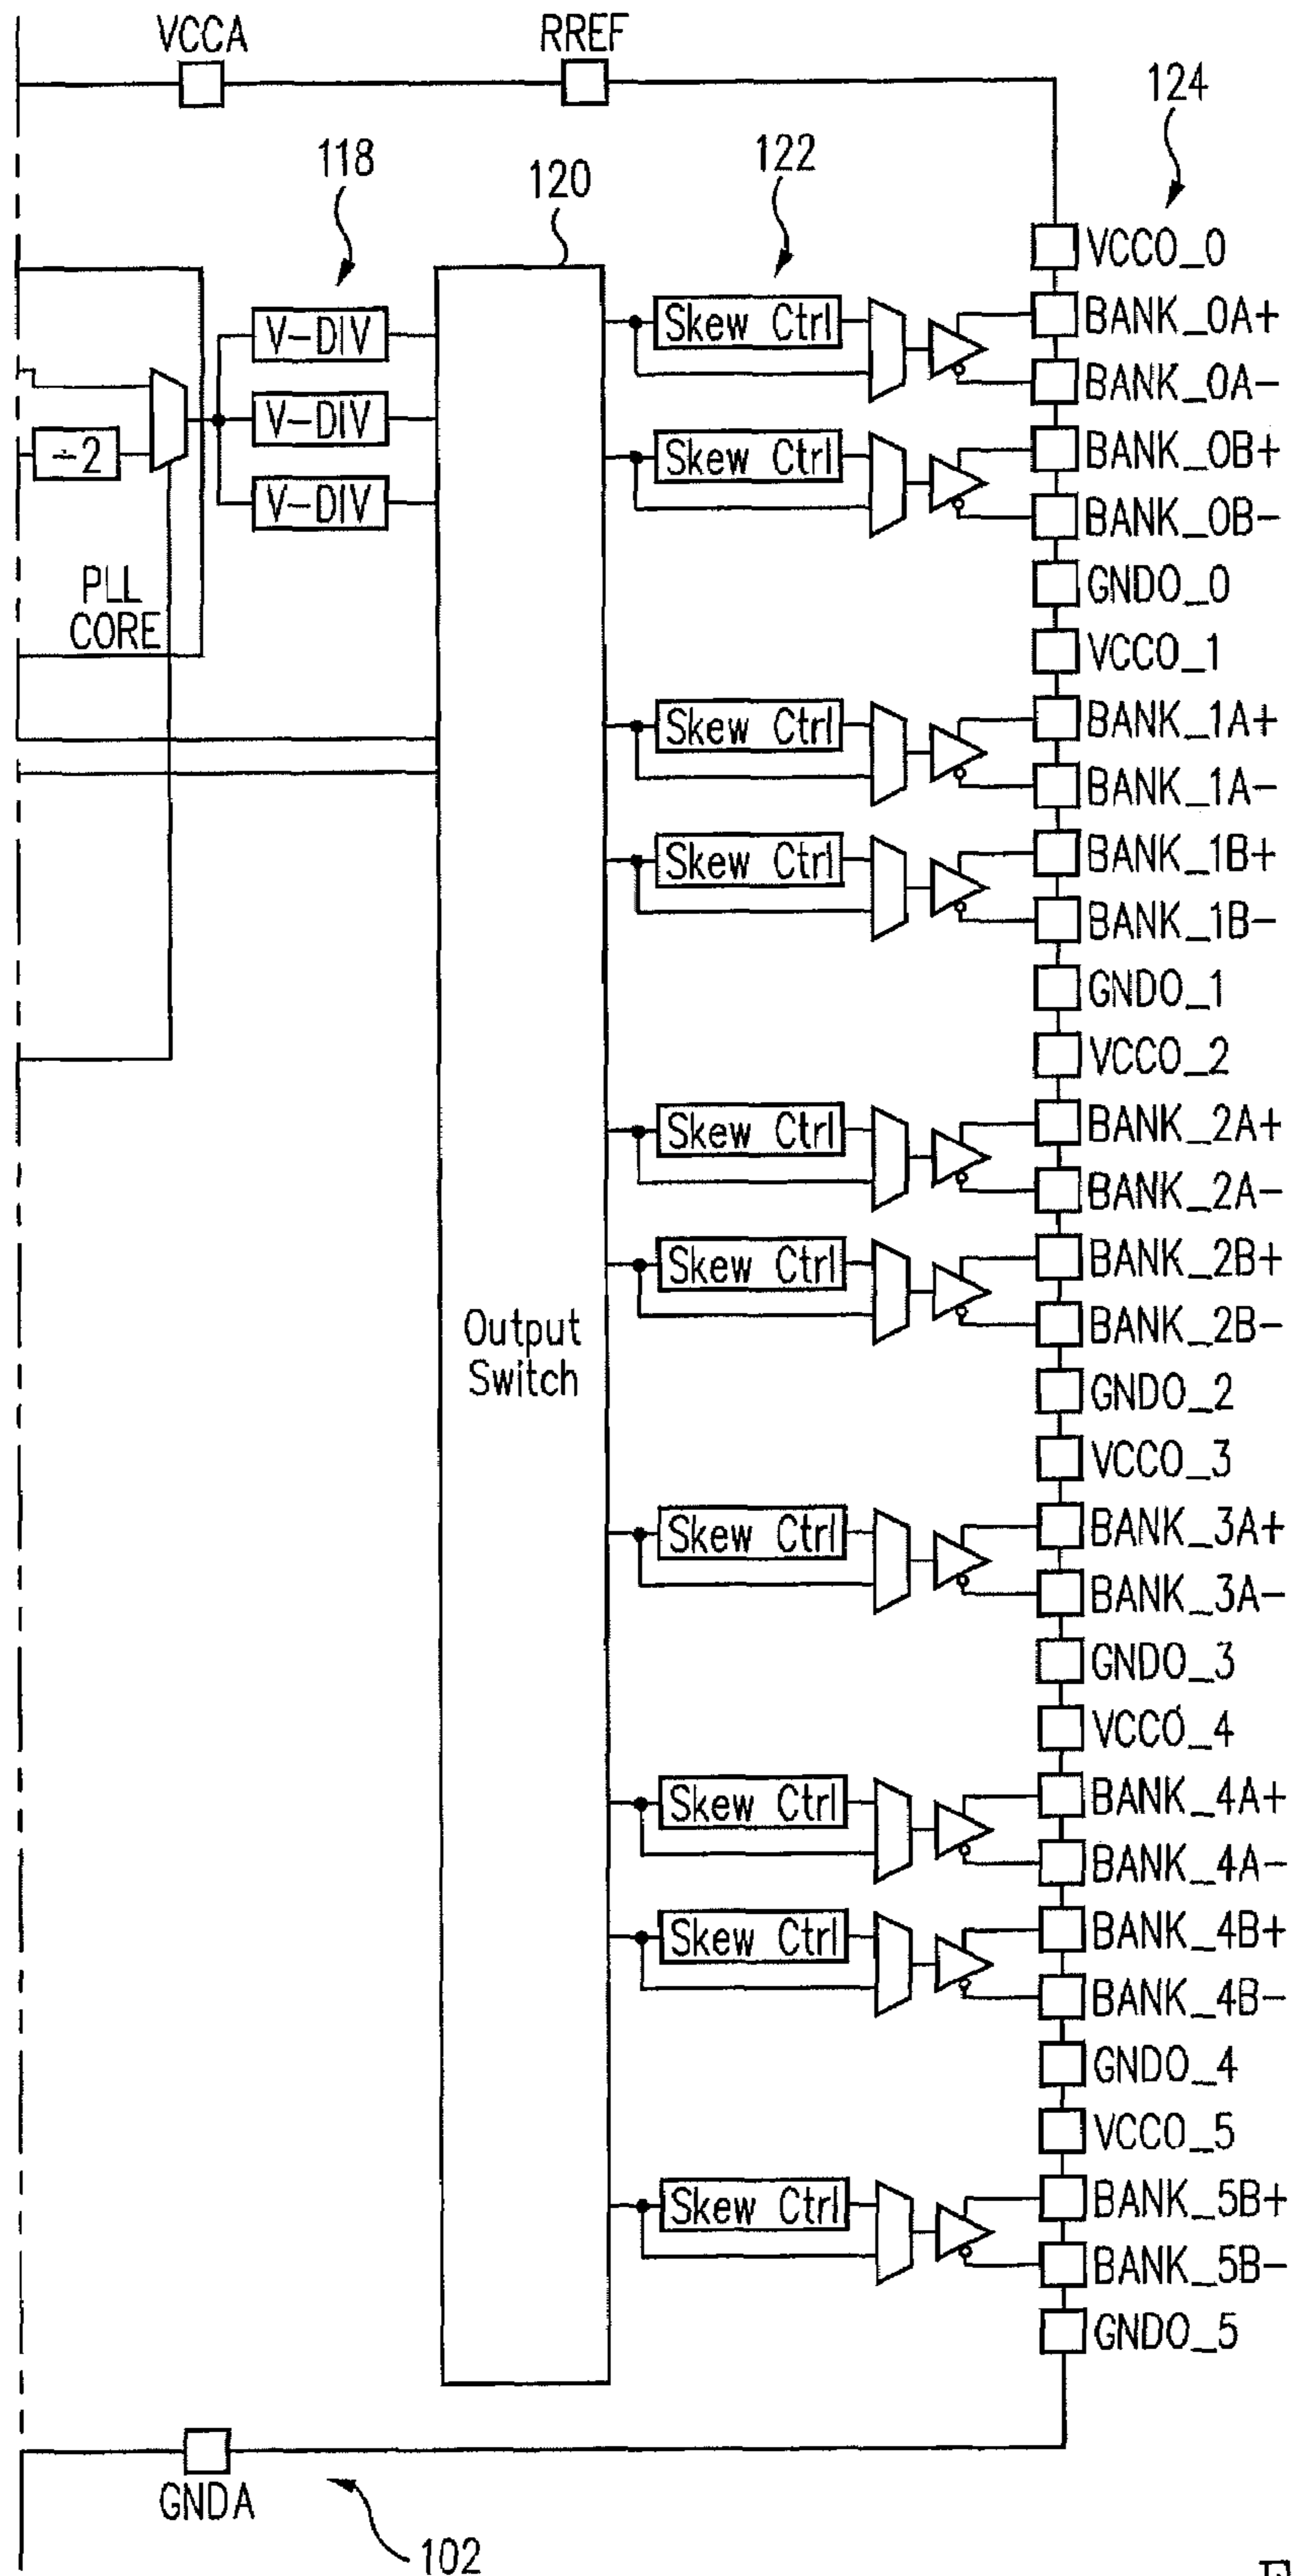 VCCA
RREF
124
118
120
122
VCCO_0
V-DIV
Skew Ctrl
BANK_0A+
BANK_0A-
V-DIV
-2
Skew Ctrl
BANK_0B+
V-DIV
BANK_0B-
PLL
CORE
GNDO_0
VCCO_1
Skew Ctrl
BANK_1A+
BANK_1A-
Skew Ctrl
BANK_1B+
BANK_1B-
GNDO_1
VCCO_2
Skew Ctrl
BANK_2A+
BANK_2A-
Skew Ctrl
BANK_2B+
Output
Switch
BANK_2B-
GNDO_2
VCCO_3
Skew Ctrl
BANK_3A+
BANK_3A-
GNDO_3
VCCO_4
Skew Ctrl
BANK_4A+
BANK_4A-
Skew Ctrl
BANK_4B+
BANK_4B-
GNDO_4
VCCO_5
Skew Ctrl
BANK_5B+
BANK_5B-
GNDO_5
GNDA
102